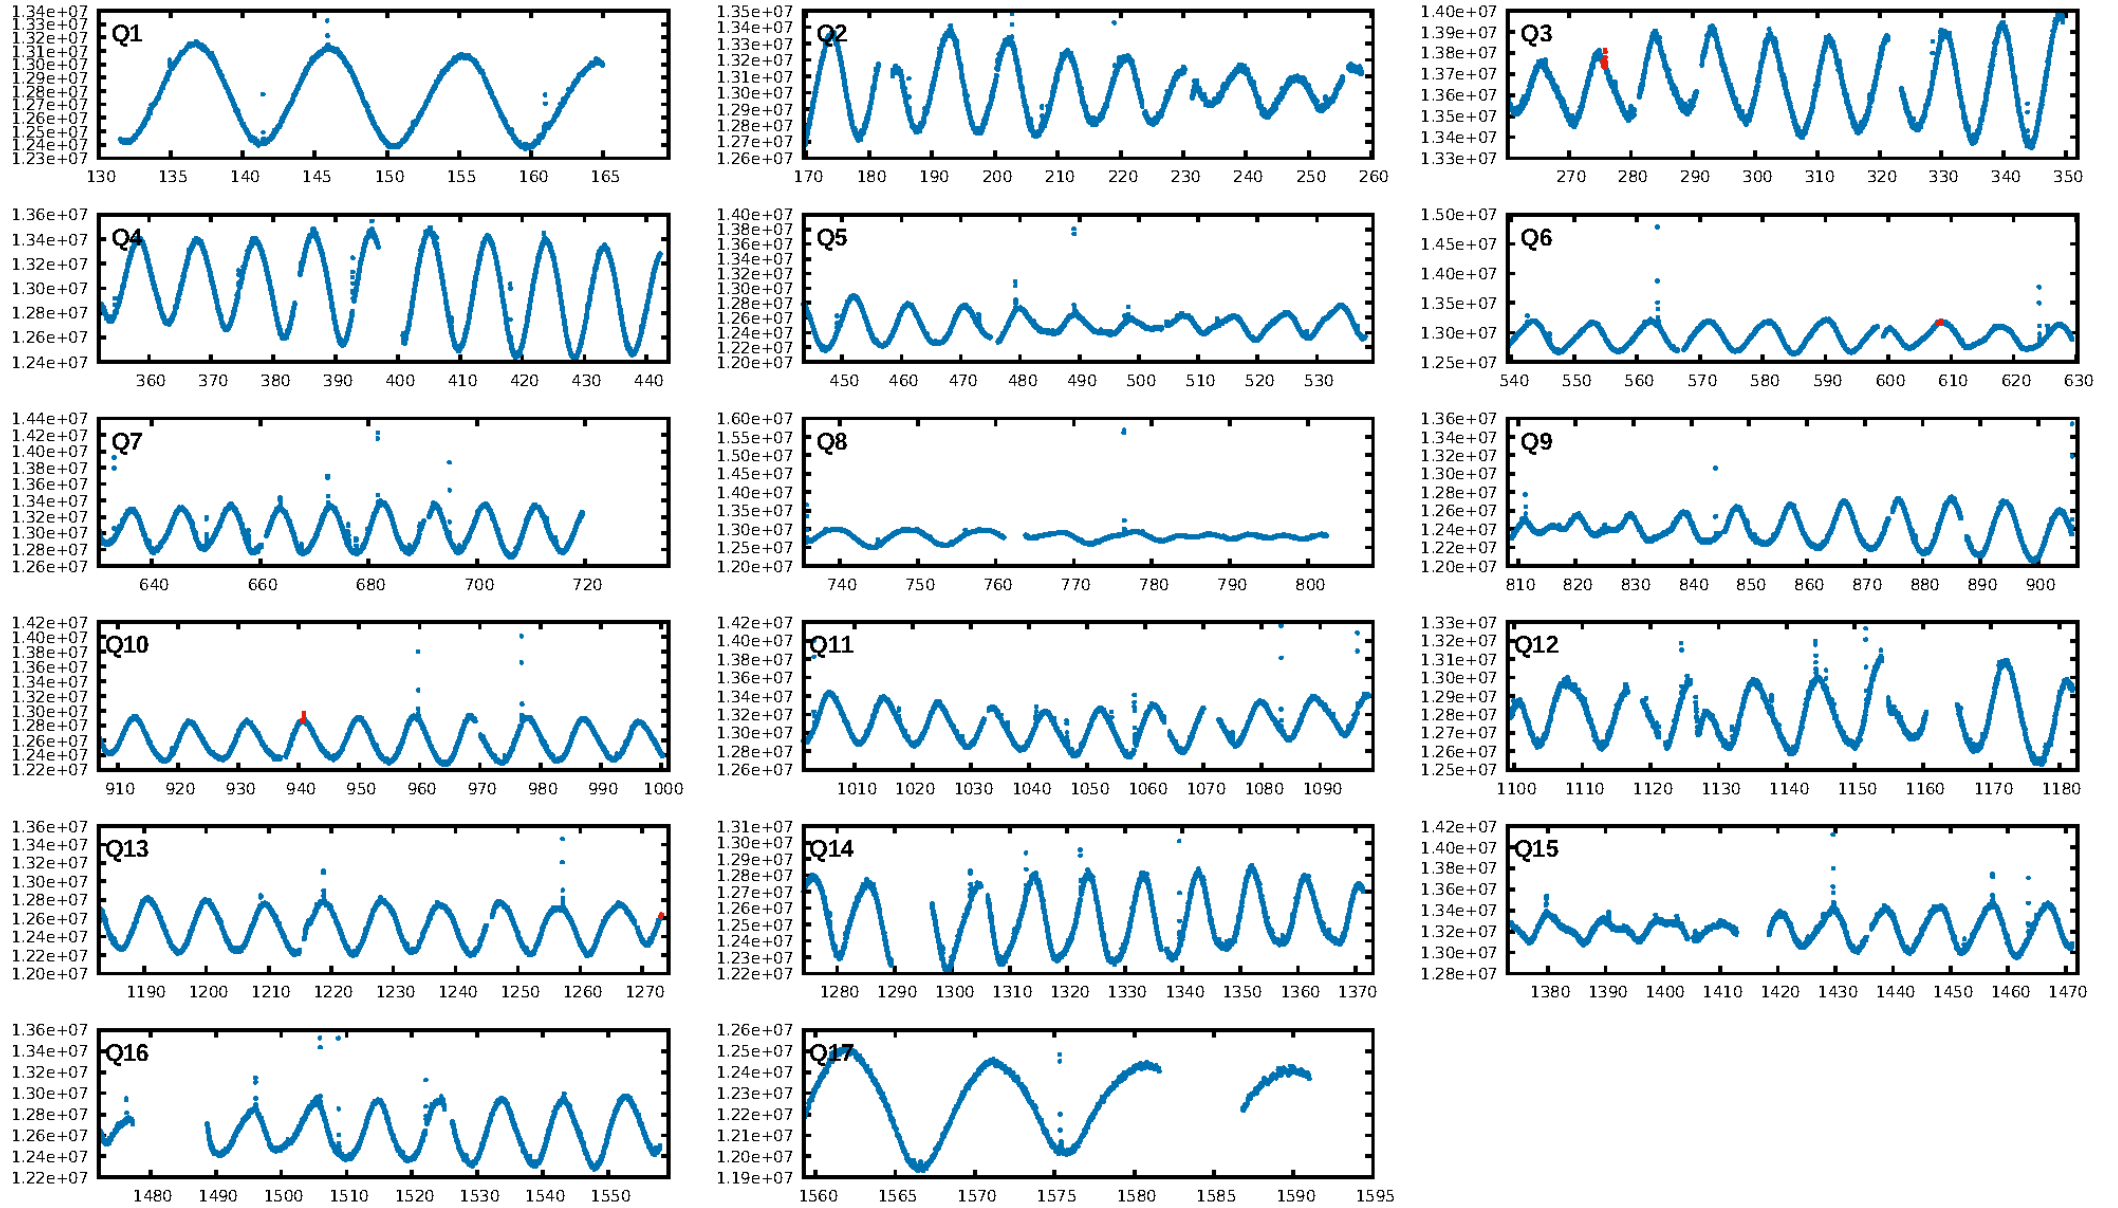 1.34e+07
1.33e+07
1.32e+07
1.31e+07
1.30e+07
1.29e+07
1.28e+07
1.27e+07
1.26e+07
1.25e+07
1.24e+07
1.23e+07
Q1
130 135 140 145 150 155 160 165
1.35e+07
1.34e+07
1.33e+07
1.32e+07
1.31e+07
1.30e+07
1.29e+07
1.28e+07
1.27e+07
1.26e+07
Q2
170 180 190 200 210 220 230 240 250 260
1.40e+07
1.39e+07
1.38e+07
1.37e+07
1.36e+07
1.35e+07
1.34e+07
1.33e+07
Q3
270 280 290 300 310 320 330 340 350
1.36e+07
1.34e+07
1.32e+07
1.30e+07
1.28e+07
1.26e+07
1.24e+07
Q4
360 370 380 390 400 410 420 430 440
1.40e+07
1.38e+07
1.36e+07
1.34e+07
1.32e+07
1.30e+07
1.28e+07
1.26e+07
1.24e+07
1.22e+07
1.20e+07
Q5
450 460 470 480 490 500 510 520 530
1.50e+07
1.45e+07
1.40e+07
1.35e+07
1.30e+07
1.25e+07
Q6
540 550 560 570 580 590 600 610 620 630
1.44e+07
1.42e+07
1.40e+07
1.38e+07
1.36e+07
1.34e+07
1.32e+07
1.30e+07
1.28e+07
1.26e+07
Q7
640 660 680 700 720
1.60e+07
1.55e+07
1.50e+07
1.45e+07
1.40e+07
1.35e+07
1.30e+07
1.25e+07
1.20e+07
Q8
740 750 760 770 780 790 800
1.36e+07
1.34e+07
1.32e+07
1.30e+07
1.28e+07
1.26e+07
1.24e+07
1.22e+07
1.20e+07
Q9
810 820 830 840 850 860 870 880 890 900
1.42e+07
1.40e+07
1.38e+07
1.36e+07
1.34e+07
1.32e+07
1.30e+07
1.28e+07
1.26e+07
1.24e+07
1.22e+07
Q10
910 920 930 940 950 960 970 980 990 1000
1.42e+07
1.40e+07
1.38e+07
1.36e+07
1.34e+07
1.32e+07
1.30e+07
1.28e+07
1.26e+07
Q11
1010 1020 1030 1040 1050 1060 1070 1080 1090
1.33e+07
1.32e+07
1.31e+07
1.30e+07
1.29e+07
1.28e+07
1.27e+07
1.26e+07
1.25e+07
Q12
1100 1110 1120 1130 1140 1150 1160 1170 1180
1.36e+07
1.34e+07
1.32e+07
1.30e+07
1.28e+07
1.26e+07
1.24e+07
1.22e+07
1.20e+07
Q13
1190 1200 1210 1220 1230 1240 1250 1260 1270
1.31e+07
1.30e+07
1.29e+07
1.28e+07
1.27e+07
1.26e+07
1.25e+07
1.24e+07
1.23e+07
1.22e+07
Q14
1280 1290 1300 1310 1320 1330 1340 1350 1360 1370
1.42e+07
1.40e+07
1.38e+07
1.36e+07
1.34e+07
1.32e+07
1.30e+07
1.28e+07
Q15
1380 1390 1400 1410 1420 1430 1440 1450 1460 1470
1.36e+07
1.34e+07
1.32e+07
1.30e+07
1.28e+07
1.26e+07
1.24e+07
1.22e+07
Q16
1480 1490 1500 1510 1520 1530 1540 1550
1.26e+07
1.25e+07
1.24e+07
1.23e+07
1.22e+07
1.21e+07
1.20e+07
1.19e+07
Q17
1560 1565 1570 1575 1580 1585 1590 1595